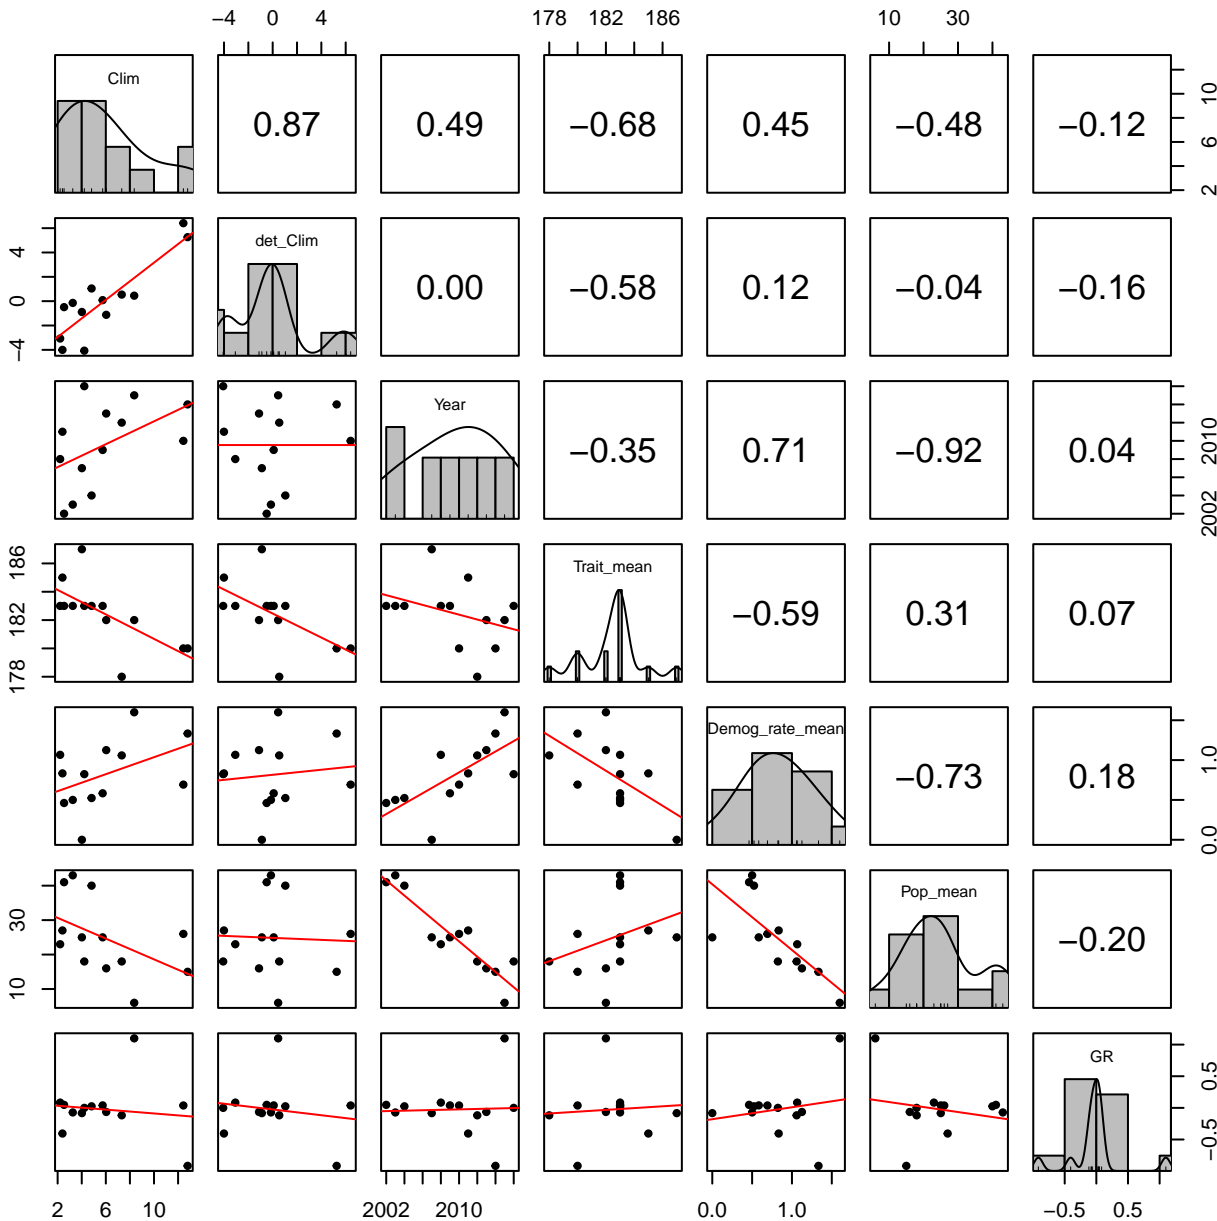 −4 0 4 178 182 186 10 30
Clim 0.87 0.49 −0.68 0.45 −0.48 −0.12 2 6 10
−4 0 4 det_Clim 0.00 −0.58 0.12 −0.04 −0.16
Year −0.35 0.71 −0.92 0.04 2002 2010
178 182 186 Trait_mean −0.59 0.31 0.07
Demog_rate_mean −0.73 0.18 0.0 1.0
10 30 Pop_mean −0.20
GR −0.5 0.5
2 6 10 2002 2010 0.0 1.0 −0.5 0.5